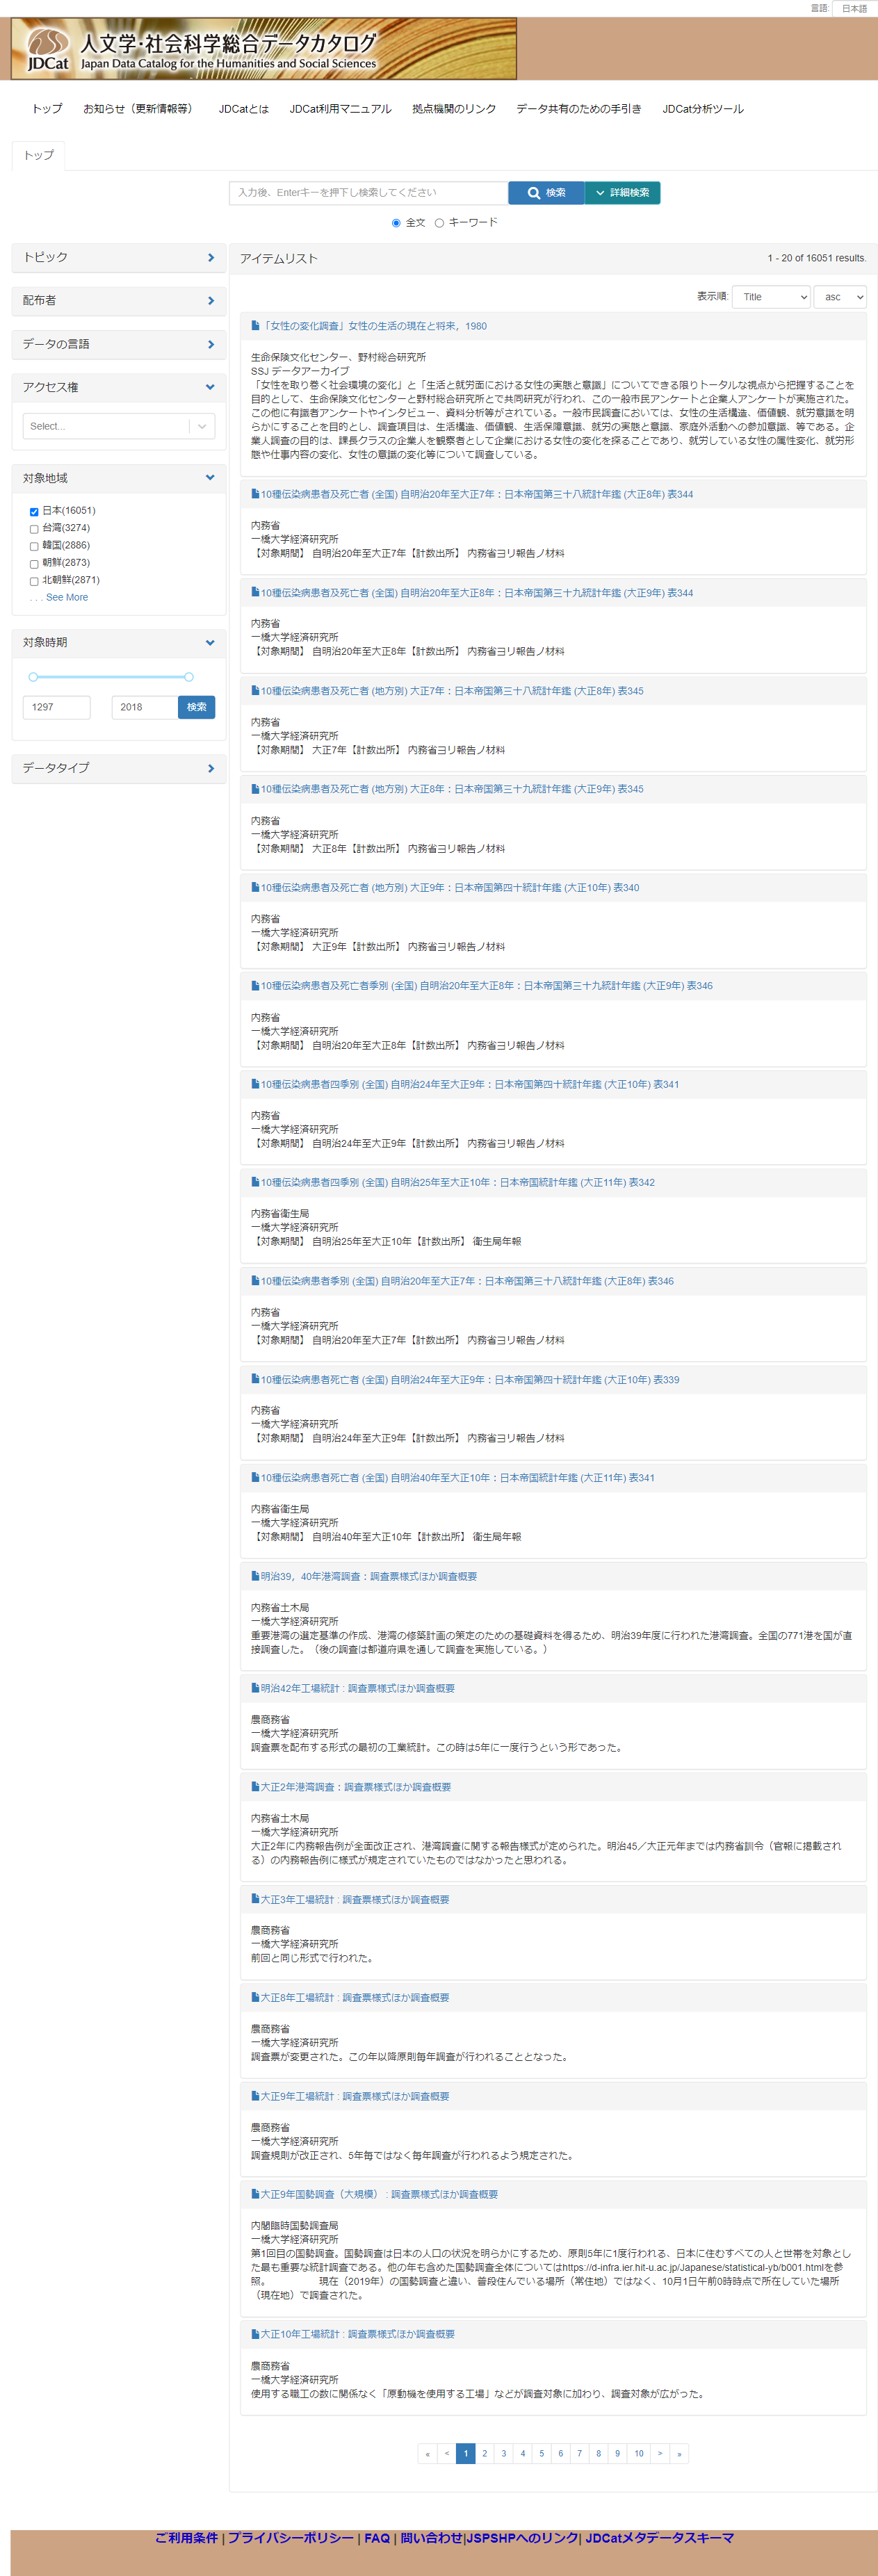 言語: 日本語
JDCat
人文学・社会科学総合データカタログ
Japan Data Catalog for the Humanities and Social Sciences
トップ お知らせ（更新情報等） JDCatとは JDCat利用マニュアル 拠点機関のリンク データ共有のための手引き JDCat分析ツール
トップ
入力後、Enterキーを押下し検索してください 検索 詳細検索
全文 キーワード
トピック
配布者
データの言語
アクセス権
Select...
対象地域
日本(16051)
台湾(3274)
韓国(2886)
朝鮮(2873)
北朝鮮(2871)
. . . See More
対象時期
1297 2018 検索
データタイプ
アイテムリスト 1 - 20 of 16051 results.
表示順: Title asc
「女性の変化調査」女性の生活の現在と将来，1980
生命保険文化センター、野村総合研究所
SSJ データアーカイブ
「女性を取り巻く社会環境の変化」と「生活と就労面における女性の実態と意識」についてできる限りトータルな視点から把握することを
目的として、生命保険文化センターと野村総合研究所とで共同研究が行われ、この一般市民アンケートと企業人アンケートが実施された。
この他に有識者アンケートやインタビュー、資料分析等がされている。一般市民調査においては、女性の生活構造、価値観、就労意識を明
らかにすることを目的とし、調査項目は、生活構造、価値観、生活保障意識、就労の実態と意識、家庭外活動への参加意識、等である。企
業人調査の目的は、課長クラスの企業人を観察者として企業における女性の変化を探ることであり、就労している女性の属性変化、就労形
態や仕事内容の変化、女性の意識の変化等について調査している。
10種伝染病患者及死亡者 (全国) 自明治20年至大正7年：日本帝国第三十八統計年鑑 (大正8年) 表344
内務省
一橋大学経済研究所
【対象期間】 自明治20年至大正7年【計数出所】 内務省ヨリ報告ノ材料
10種伝染病患者及死亡者 (全国) 自明治20年至大正8年：日本帝国第三十九統計年鑑 (大正9年) 表344
内務省
一橋大学経済研究所
【対象期間】 自明治20年至大正8年【計数出所】 内務省ヨリ報告ノ材料
10種伝染病患者及死亡者 (地方別) 大正7年：日本帝国第三十八統計年鑑 (大正8年) 表345
内務省
一橋大学経済研究所
【対象期間】 大正7年【計数出所】 内務省ヨリ報告ノ材料
10種伝染病患者及死亡者 (地方別) 大正8年：日本帝国第三十九統計年鑑 (大正9年) 表345
内務省
一橋大学経済研究所
【対象期間】 大正8年【計数出所】 内務省ヨリ報告ノ材料
10種伝染病患者及死亡者 (地方別) 大正9年：日本帝国第四十統計年鑑 (大正10年) 表340
内務省
一橋大学経済研究所
【対象期間】 大正9年【計数出所】 内務省ヨリ報告ノ材料
10種伝染病患者及死亡者季別 (全国) 自明治20年至大正8年：日本帝国第三十九統計年鑑 (大正9年) 表346
内務省
一橋大学経済研究所
【対象期間】 自明治20年至大正8年【計数出所】 内務省ヨリ報告ノ材料
10種伝染病患者四季別 (全国) 自明治24年至大正9年：日本帝国第四十統計年鑑 (大正10年) 表341
内務省
一橋大学経済研究所
【対象期間】 自明治24年至大正9年【計数出所】 内務省ヨリ報告ノ材料
10種伝染病患者四季別 (全国) 自明治25年至大正10年：日本帝国統計年鑑 (大正11年) 表342
内務省衛生局
一橋大学経済研究所
【対象期間】 自明治25年至大正10年【計数出所】 衛生局年報
10種伝染病患者季別 (全国) 自明治20年至大正7年：日本帝国第三十八統計年鑑 (大正8年) 表346
内務省
一橋大学経済研究所
【対象期間】 自明治20年至大正7年【計数出所】 内務省ヨリ報告ノ材料
10種伝染病患者死亡者 (全国) 自明治24年至大正9年：日本帝国第四十統計年鑑 (大正10年) 表339
内務省
一橋大学経済研究所
【対象期間】 自明治24年至大正9年【計数出所】 内務省ヨリ報告ノ材料
10種伝染病患者死亡者 (全国) 自明治40年至大正10年：日本帝国統計年鑑 (大正11年) 表341
内務省衛生局
一橋大学経済研究所
【対象期間】 自明治40年至大正10年【計数出所】 衛生局年報
明治39，40年港湾調査：調査票様式ほか調査概要
内務省土木局
一橋大学経済研究所
重要港湾の選定基準の作成、港湾の修築計画の策定のための基礎資料を得るため、明治39年度に行われた港湾調査。全国の771港を国が直
接調査した。（後の調査は都道府県を通して調査を実施している。）
明治42年工場統計 : 調査票様式ほか調査概要
農商務省
一橋大学経済研究所
調査票を配布する形式の最初の工業統計。この時は5年に一度行うという形であった。
大正2年港湾調査：調査票様式ほか調査概要
内務省土木局
一橋大学経済研究所
大正2年に内務報告例が全面改正され、港湾調査に関する報告様式が定められた。明治45／大正元年までは内務省訓令（官報に掲載され
る）の内務報告例に様式が規定されていたものではなかったと思われる。
大正3年工場統計 : 調査票様式ほか調査概要
農商務省
一橋大学経済研究所
前回と同じ形式で行われた。
大正8年工場統計 : 調査票様式ほか調査概要
農商務省
一橋大学経済研究所
調査票が変更された。この年以降原則毎年調査が行われることとなった。
大正9年工場統計 : 調査票様式ほか調査概要
農商務省
一橋大学経済研究所
調査規則が改正され、5年毎ではなく毎年調査が行われるよう規定された。
大正9年国勢調査（大規模） : 調査票様式ほか調査概要
内閣臨時国勢調査局
一橋大学経済研究所
第1回目の国勢調査。国勢調査は日本の人口の状況を明らかにするため、原則5年に1度行われる、日本に住むすべての人と世帯を対象とし
た最も重要な統計調査である。他の年も含めた国勢調査全体についてはhttps://d-infra.ier.hit-u.ac.jp/Japanese/statistical-yb/b001.htmlを参
照。 現在（2019年）の国勢調査と違い、普段住んでいる場所（常住地）ではなく、10月1日午前0時時点で所在していた場所
（現在地）で調査された。
大正10年工場統計 : 調査票様式ほか調査概要
農商務省
一橋大学経済研究所
使用する職工の数に関係なく「原動機を使用する工場」などが調査対象に加わり、調査対象が広がった。
« < 1 2 3 4 5 6 7 8 9 10 > »
ご利用条件 | プライバシーポリシー | FAQ | 問い合わせ|JSPSHPへのリンク| JDCatメタデータスキーマ